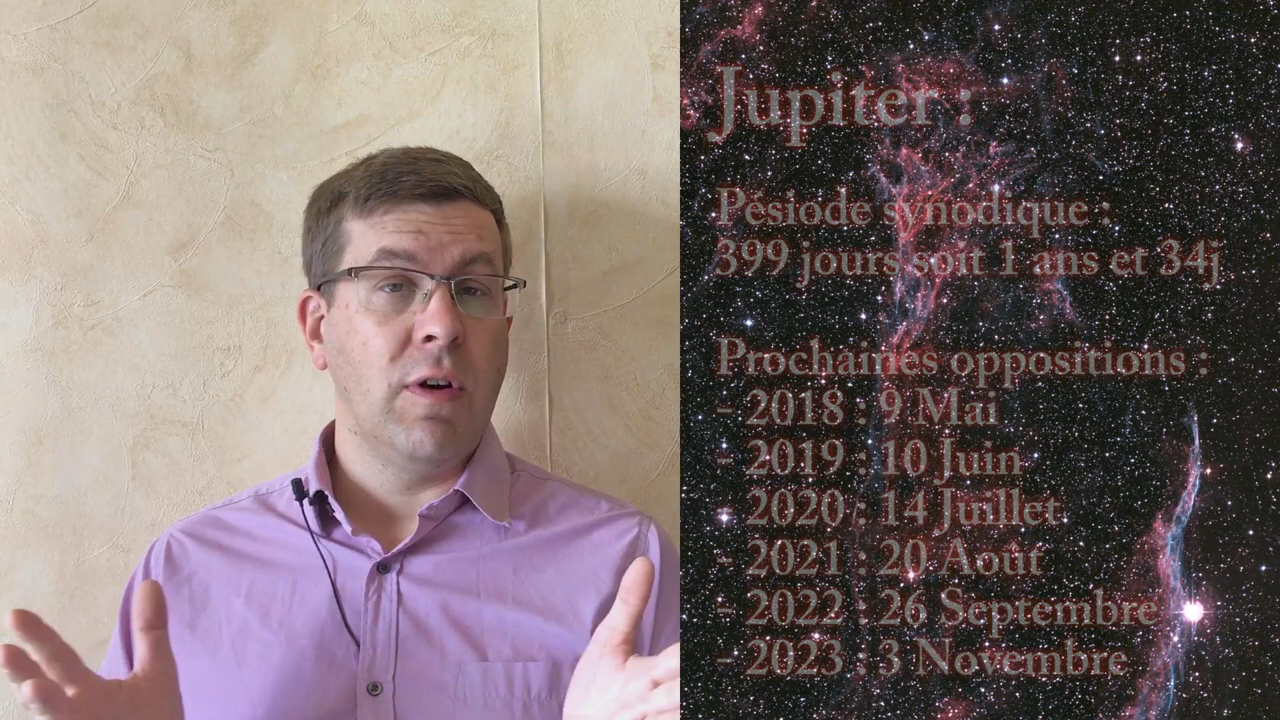 Jupiter :
Pésiode synodique :
399 jours soit 1 ans et 34j
Prochaines oppositions :
- 2018 : 9 Mai
- 2019 : 10 Juin
- 2020 : 14 Juillet
- 2021 : 20 Août
- 2022 : 26 Septembre
- 2023 : 3 Novembre